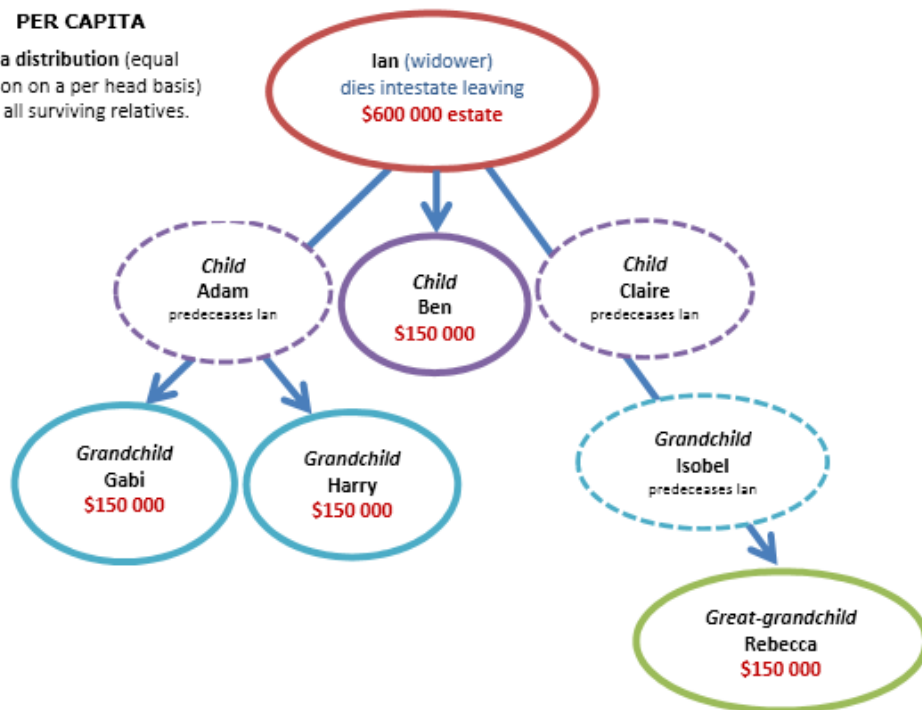 PER CAPITA
a distribution (equal
on on a per head basis)
all surviving relatives.
Ian (widower)
dies intestate leaving
$600 000 estate
Child
Adam
predeceases Ian
Child
Ben
$150 000
Child
Claire
predeceases Ian
Grandchild
Gabi
$150 000
Grandchild
Harry
$150 000
Grandchild
Isobel
predeceases Ian
Great-grandchild
Rebecca
$150 000